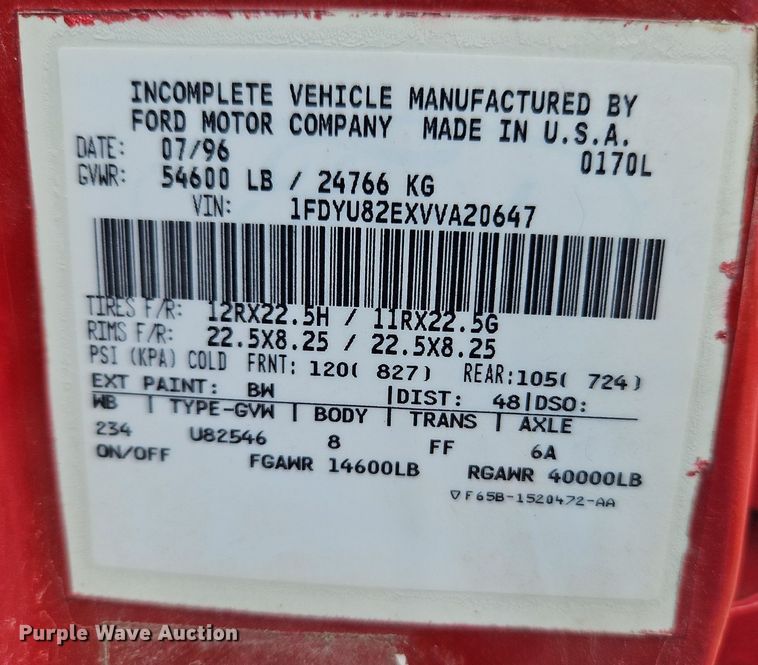 INCOMPLETE VEHICLE MANUFACTURED BY
FORD MOTOR COMPANY MADE IN U.S.A.
DATE: 07/96 0170L
GVWR: 54600 LB / 24766 KG
VIN: 1FDYU82EXVVA20647
TIRES F/R: 12RX22.5H / 11RX22.5G
RIMS F/R: 22.5X8.25 / 22.5X8.25
PSI (KPA) COLD FRNT: 120( 827) REAR:105( 724)
EXT PAINT: BW |DIST: 48|DSO:
WB | TYPE-GVW | BODY | TRANS | AXLE
234 U82546 8 FF 6A
ON/OFF FGAWR 14600LB RGAWR 40000LB
▽F65B-1520472-AA
Purple Wave Auction